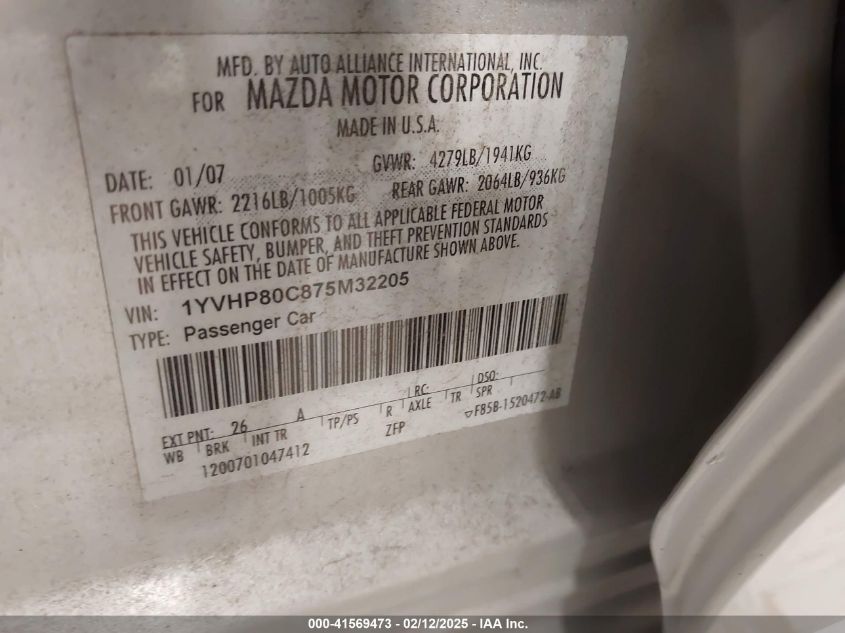 MFD. BY AUTO ALLIANCE INTERNATIONAL, INC.
FOR MAZDA MOTOR CORPORATION
MADE IN U.S.A.
DATE: 01/07 GVWR: 4279LB/1941KG
FRONT GAWR: 2216LB/1005KG REAR GAWR: 2064LB/936KG
THIS VEHICLE CONFORMS TO ALL APPLICABLE FEDERAL MOTOR
VEHICLE SAFETY, BUMPER, AND THEFT PREVENTION STANDARDS
IN EFFECT ON THE DATE OF MANUFACTURE SHOWN ABOVE.
VIN: 1YVHP80C875M32205
TYPE: Passenger Car
EXT PNT: 26 A RC: DSO:
WB BRK INT TR TP/PS R AXLE TR SPR
1200701047412 ZFP ▽F85B-1520472-AB
000-41569473 - 02/12/2025 - IAA Inc.